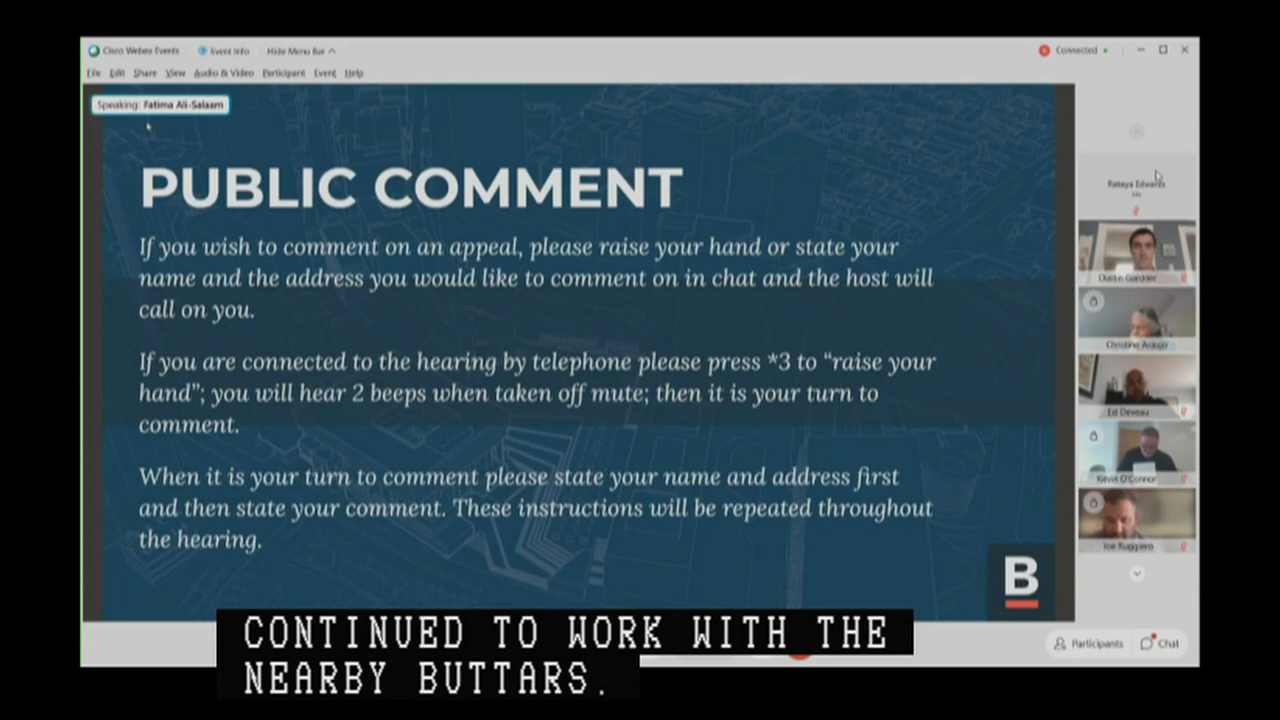 Cisco Webex Events
Event Info
Hide Menu Bar
Connected
File Edit Share View Audio & Video Participant Event Help
Speaking: Fatima Ali-Salaam
PUBLIC COMMENT
If you wish to comment on an appeal, please raise your hand or state your
name and the address you would like to comment on in chat and the host will
call on you.
If you are connected to the hearing by telephone please press *3 to “raise your
hand”; you will hear 2 beeps when taken off mute; then it is your turn to
comment.
When it is your turn to comment please state your name and address first
and then state your comment. These instructions will be repeated throughout
the hearing.
B
Rakeya Edwards
Me
Christine Araujo
Ed Deveau
Kevin O'Connor
Joe Ruggiero
Participants
Chat
CONTINUED TO WORK WITH THE
NEARBY BUTTARS.